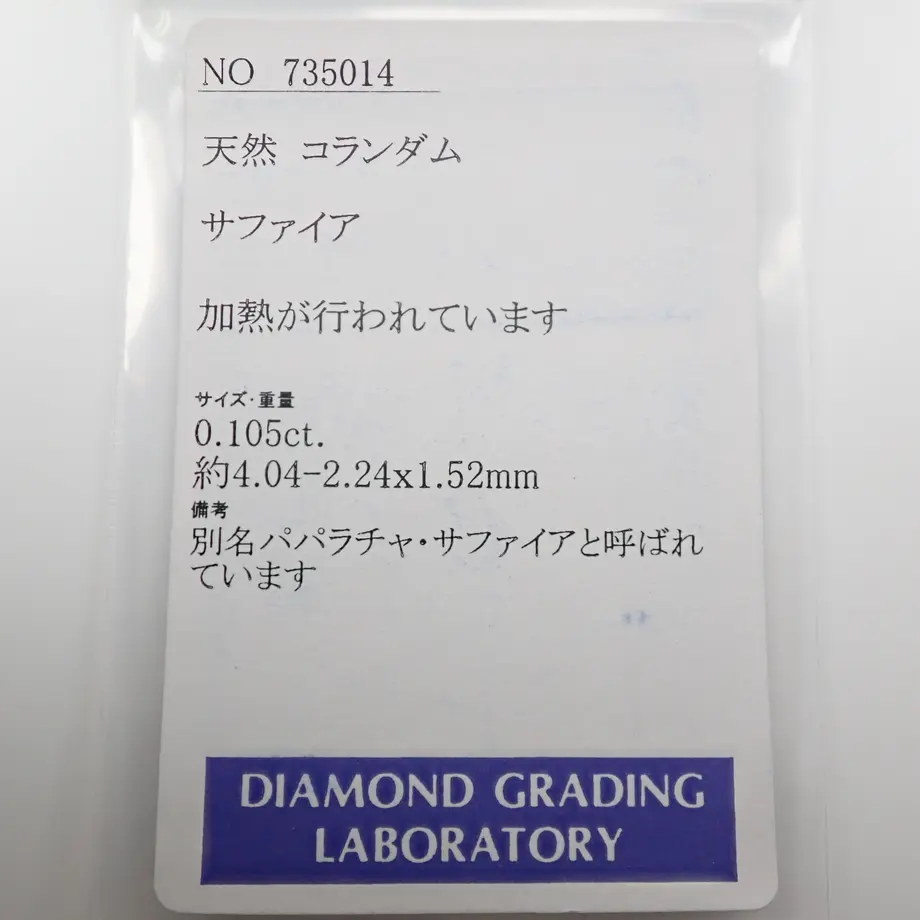 NO 735014
天然 コランダム
サファイア
加熱が行われています
サイズ・重量
0.105ct.
約4.04-2.24x1.52mm
備考
別名パパラチャ・サファイアと呼ばれ
ています
DIAMOND GRADING
LABORATORY